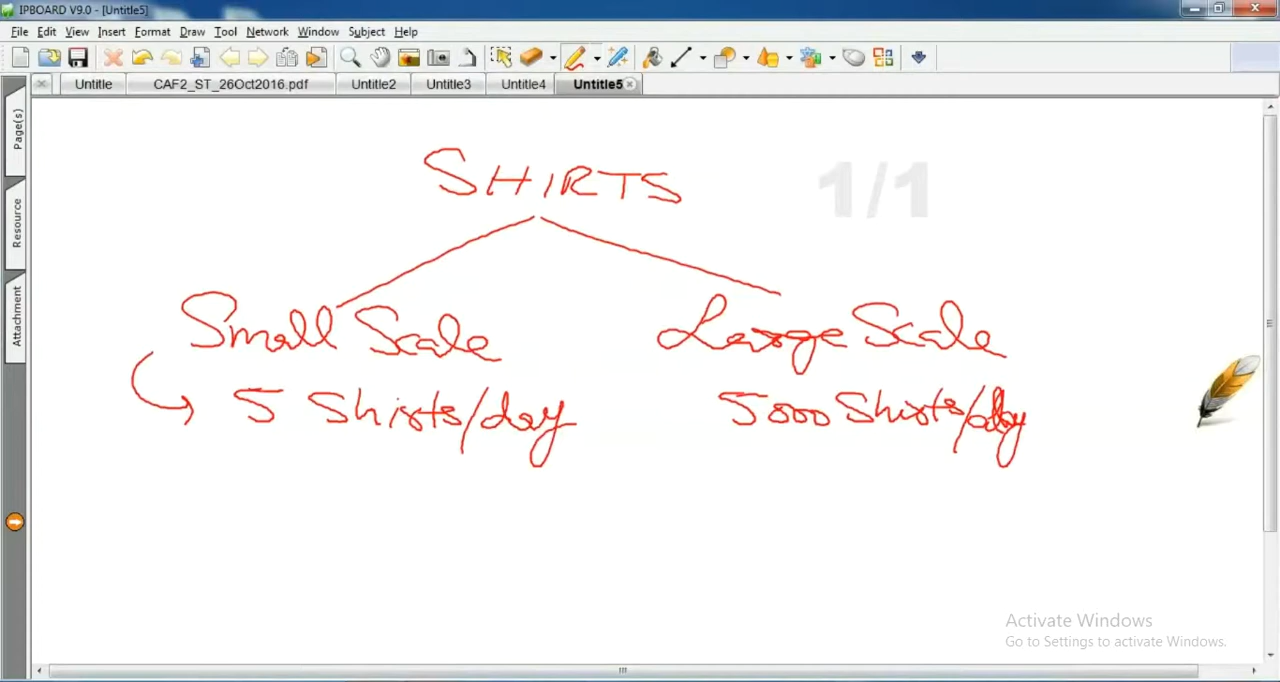 IPBOARD V9.0 - [Untitle5]
File Edit View Insert Format Draw Tool Network Window Subject Help
Untitle CAF2_ST_26Oct2016.pdf Untitle2 Untitle3 Untitle4 Untitle5
Page(s)
Resource
Attachment
1/1
SHIRTS
Small Scale Large Scale
5 Shirts/day 5000 Shirts/day
Activate Windows
Go to Settings to activate Windows.